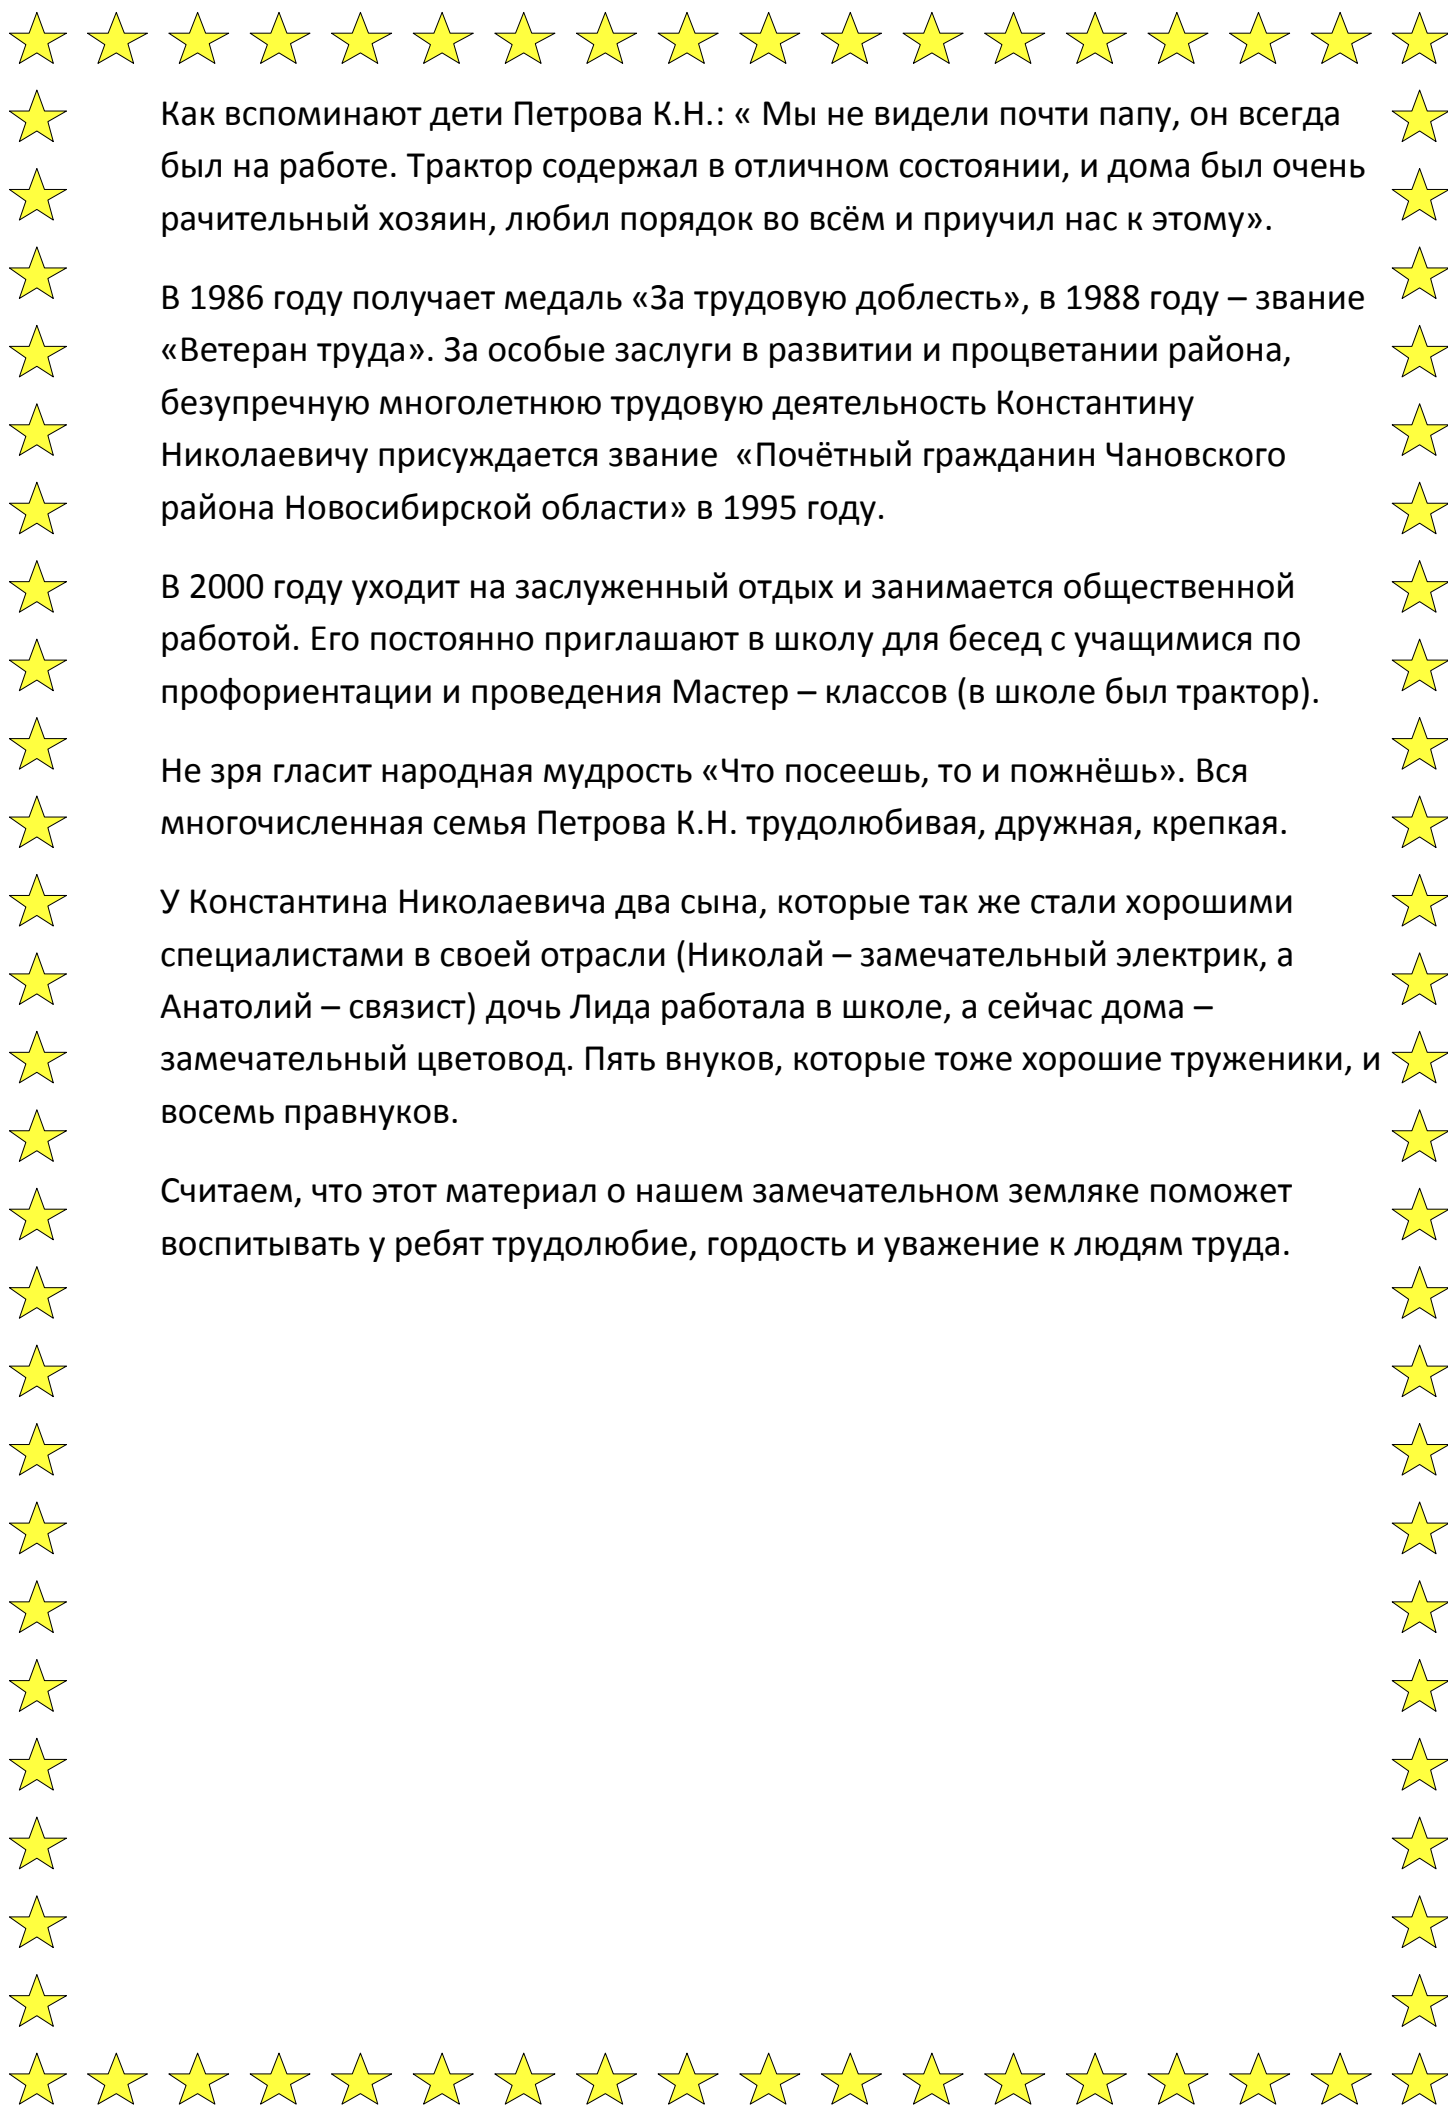 Как вспоминают дети Петрова К.Н.: « Мы не видели почти папу, он всегда
был на работе. Трактор содержал в отличном состоянии, и дома был очень
рачительный хозяин, любил порядок во всём и приучил нас к этому».
В 1986 году получает медаль «За трудовую доблесть», в 1988 году – звание
«Ветеран труда». За особые заслуги в развитии и процветании района,
безупречную многолетнюю трудовую деятельность Константину
Николаевичу присуждается звание  «Почётный гражданин Чановского
района Новосибирской области» в 1995 году.
В 2000 году уходит на заслуженный отдых и занимается общественной
работой. Его постоянно приглашают в школу для бесед с учащимися по
профориентации и проведения Мастер – классов (в школе был трактор).
Не зря гласит народная мудрость «Что посеешь, то и пожнёшь». Вся
многочисленная семья Петрова К.Н. трудолюбивая, дружная, крепкая.
У Константина Николаевича два сына, которые так же стали хорошими
специалистами в своей отрасли (Николай – замечательный электрик, а
Анатолий – связист) дочь Лида работала в школе, а сейчас дома –
замечательный цветовод. Пять внуков, которые тоже хорошие труженики, и
восемь правнуков.
Считаем, что этот материал о нашем замечательном земляке поможет
воспитывать у ребят трудолюбие, гордость и уважение к людям труда.